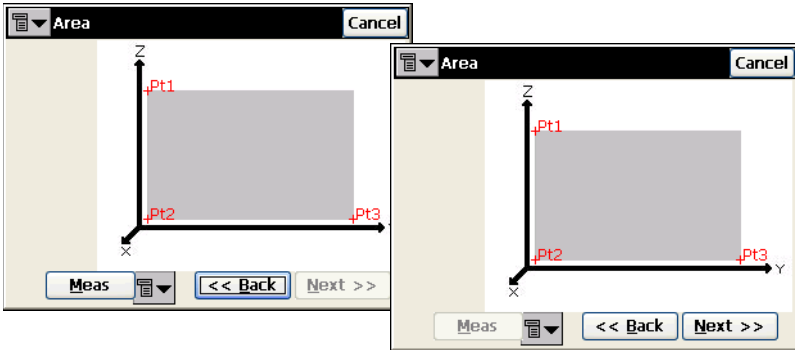 Area Cancel
Z
Pt1
Pt2 Pt3
X
Meas << Back Next >>
Area Cancel
Z
Pt1
Pt2 Pt3
Y
X
Meas << Back Next >>